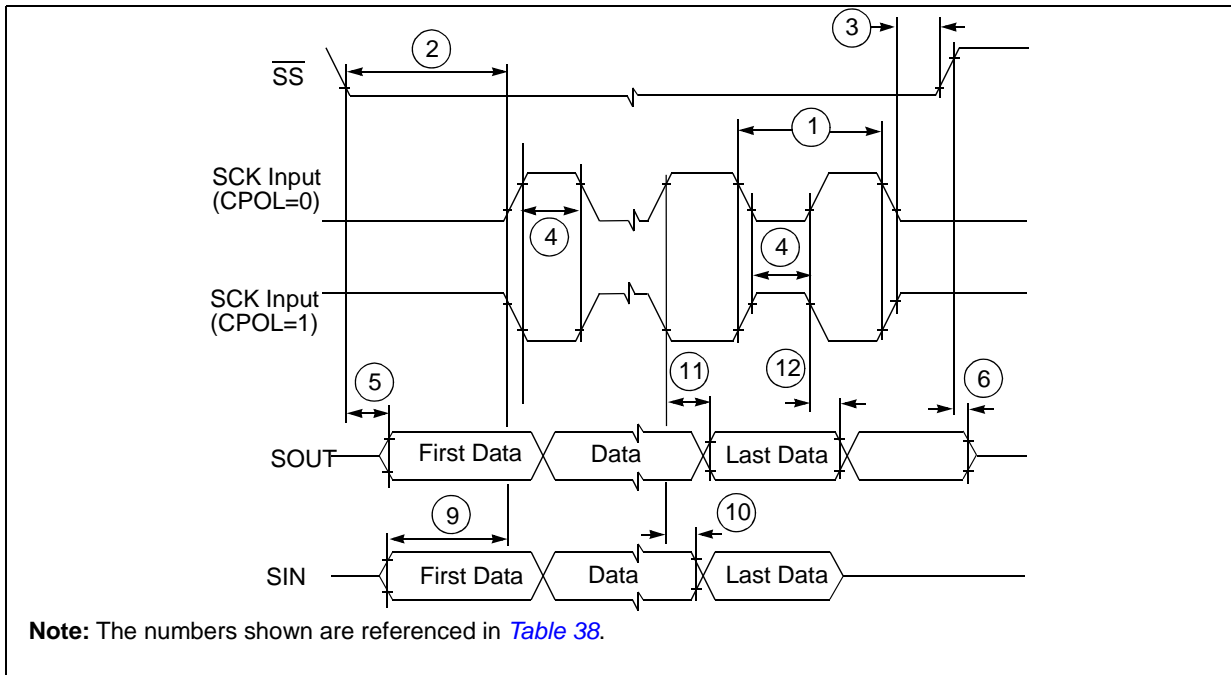 3
2
SS
1
SCK Input
(CPOL=0)
4
4
SCK Input
(CPOL=1)
11
12
5
6
SOUT
First Data
Data
Last Data
9
10
SIN
First Data
Data
Last Data
Note: The numbers shown are referenced in Table 38.